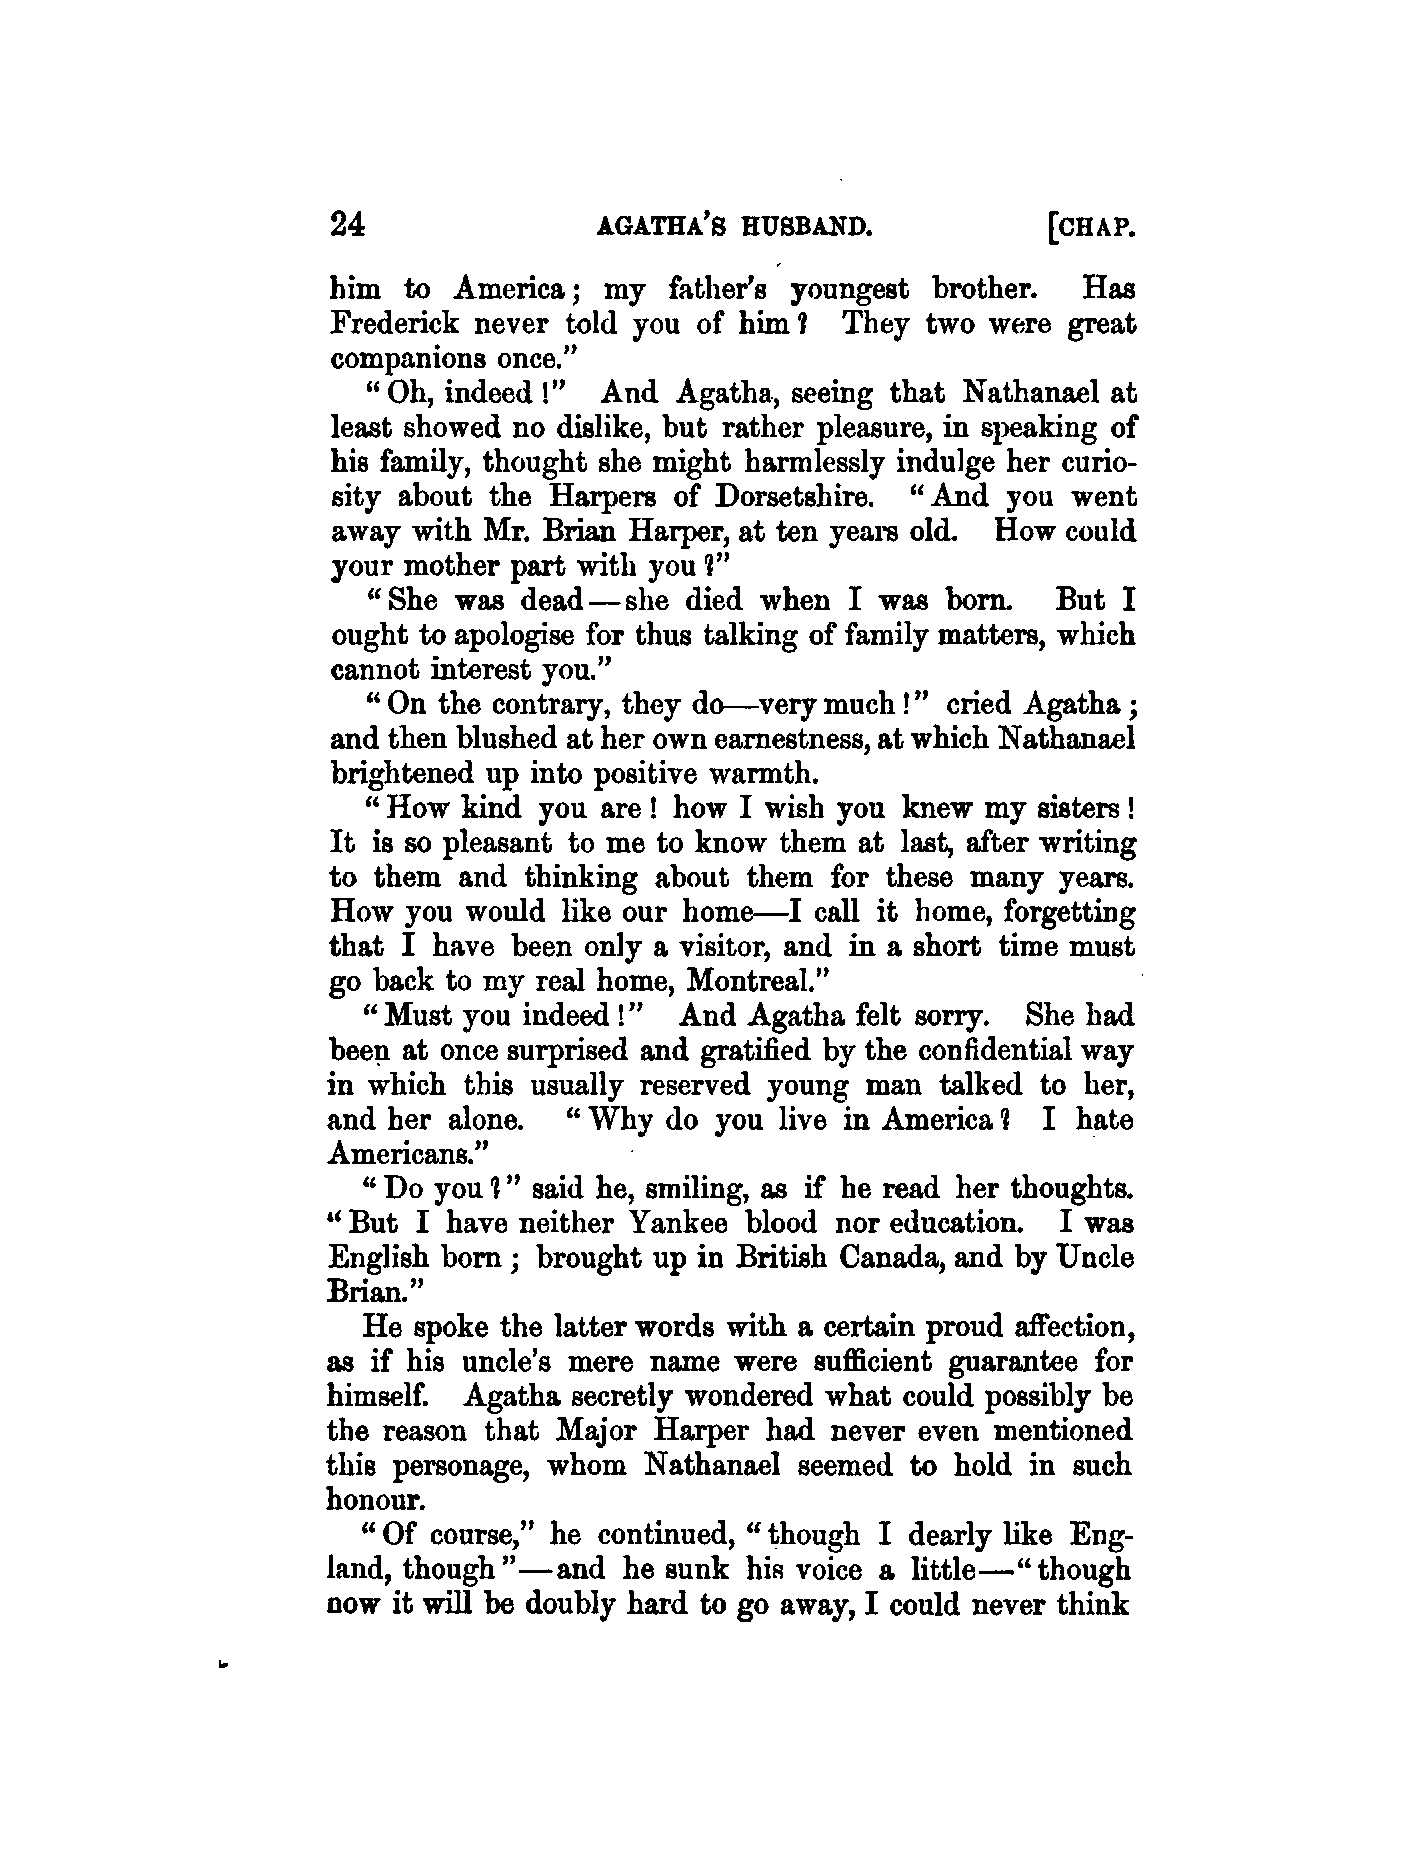 24 AGATHA'S HUSBAND. [CHAP.
him to America; my father's youngest brother. Has
Frederick never told you of him? They two were great
companions once."
"Oh, indeed!" And Agatha, seeing that Nathanael at
least showed no dislike, but rather pleasure, in speaking of
his family, thought she might harmlessly indulge her curio-
sity about the Harpers of Dorsetshire. "And you went
away with Mr. Brian Harper, at ten years old. How could
your mother part with you?"
"She was dead—she died when I was born. But I
ought to apologise for thus talking of family matters, which
cannot interest you."
"On the contrary, they do—very much!" cried Agatha;
and then blushed at her own earnestness, at which Nathanael
brightened up into positive warmth.
"How kind you are! how I wish you knew my sisters!
It is so pleasant to me to know them at last, after writing
to them and thinking about them for these many years.
How you would like our home—I call it home, forgetting
that I have been only a visitor, and in a short time must
go back to my real home, Montreal."
"Must you indeed!" And Agatha felt sorry. She had
been at once surprised and gratified by the confidential way
in which this usually reserved young man talked to her,
and her alone. "Why do you live in America? I hate
Americans."
"Do you?" said he, smiling, as if he read her thoughts.
"But I have neither Yankee blood nor education. I was
English born; brought up in British Canada, and by Uncle
Brian."
He spoke the latter words with a certain proud affection,
as if his uncle's mere name were sufficient guarantee for
himself. Agatha secretly wondered what could possibly be
the reason that Major Harper had never even mentioned
this personage, whom Nathanael seemed to hold in such
honour.
"Of course," he continued, "though I dearly like Eng-
land, though"—and he sunk his voice a little—"though
now it will be doubly hard to go away, I could never think